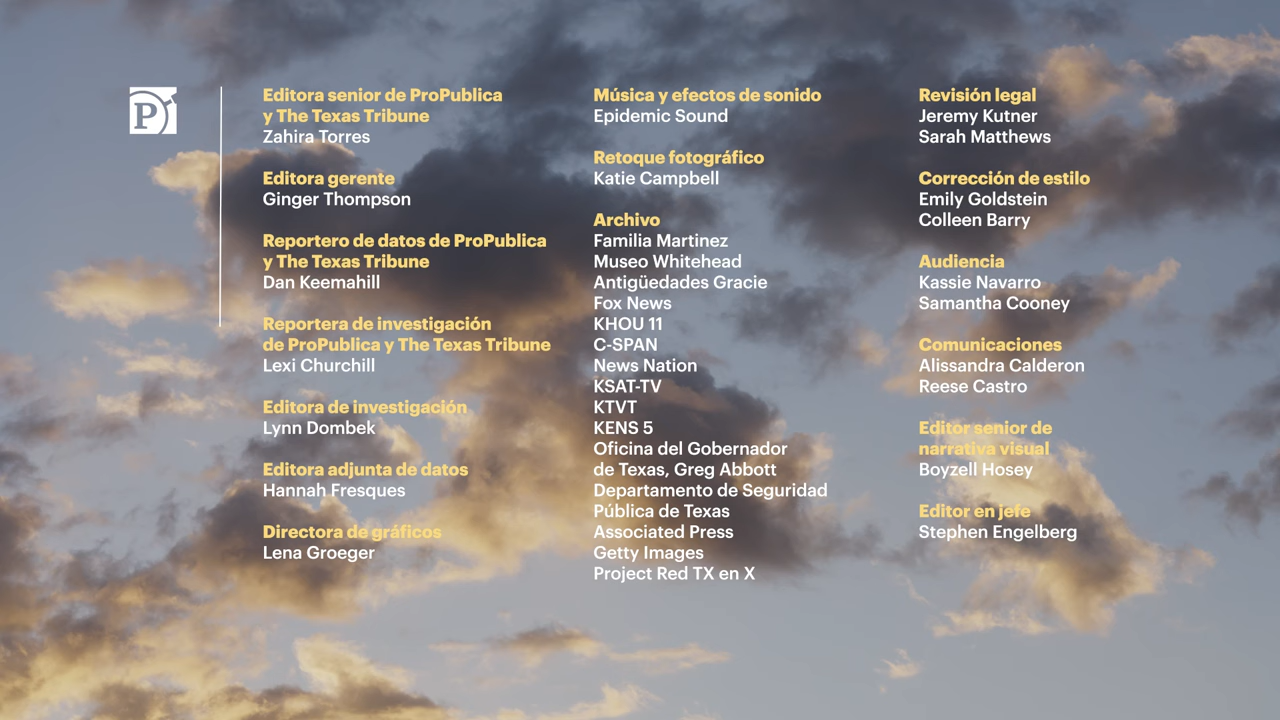 P
Editora senior de ProPublica
y The Texas Tribune
Zahira Torres
Editora gerente
Ginger Thompson
Reportero de datos de ProPublica
y The Texas Tribune
Dan Keemahill
Reportera de investigación
de ProPublica y The Texas Tribune
Lexi Churchill
Editora de investigación
Lynn Dombek
Editora adjunta de datos
Hannah Fresques
Directora de gráficos
Lena Groeger
Música y efectos de sonido
Epidemic Sound
Retoque fotográfico
Katie Campbell
Archivo
Familia Martinez
Museo Whitehead
Antigüedades Gracie
Fox News
KHOU 11
C-SPAN
News Nation
KSAT-TV
KTVT
KENS 5
Oficina del Gobernador
de Texas, Greg Abbott
Departamento de Seguridad
Pública de Texas
Associated Press
Getty Images
Project Red TX en X
Revisión legal
Jeremy Kutner
Sarah Matthews
Corrección de estilo
Emily Goldstein
Colleen Barry
Audiencia
Kassie Navarro
Samantha Cooney
Comunicaciones
Alissandra Calderon
Reese Castro
Editor senior de
narrativa visual
Boyzell Hosey
Editor en jefe
Stephen Engelberg